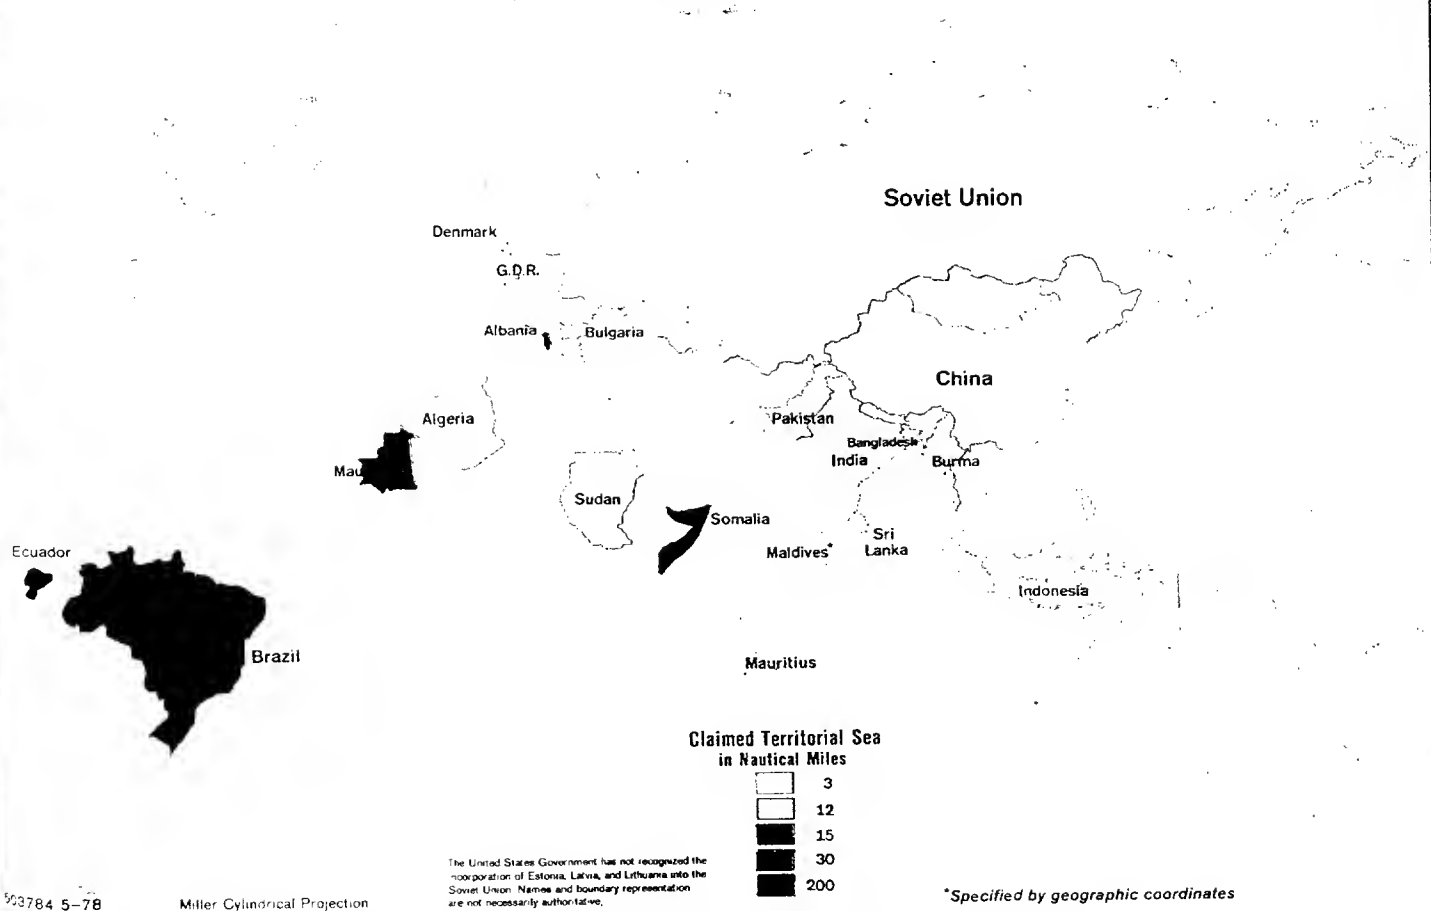 Soviet Union
Denmark
G.D.R.
Albania
Bulgaria
China
Algeria
Pakistan
Bangladesh
India
Burma
Mau
Sudan
Somalia
Sri
Lanka
Maldives*
Ecuador
Indonesia
Brazil
Mauritius
Claimed Territorial Sea
in Nautical Miles
3
12
15
30
200
The United States Government has not recognized the
incorporation of Estonia, Latvia, and Lithuania into the
Soviet Union. Names and boundary representation
are not necessarily authoritative.
503784 5-78
Miller Cylindrical Projection
*Specified by geographic coordinates